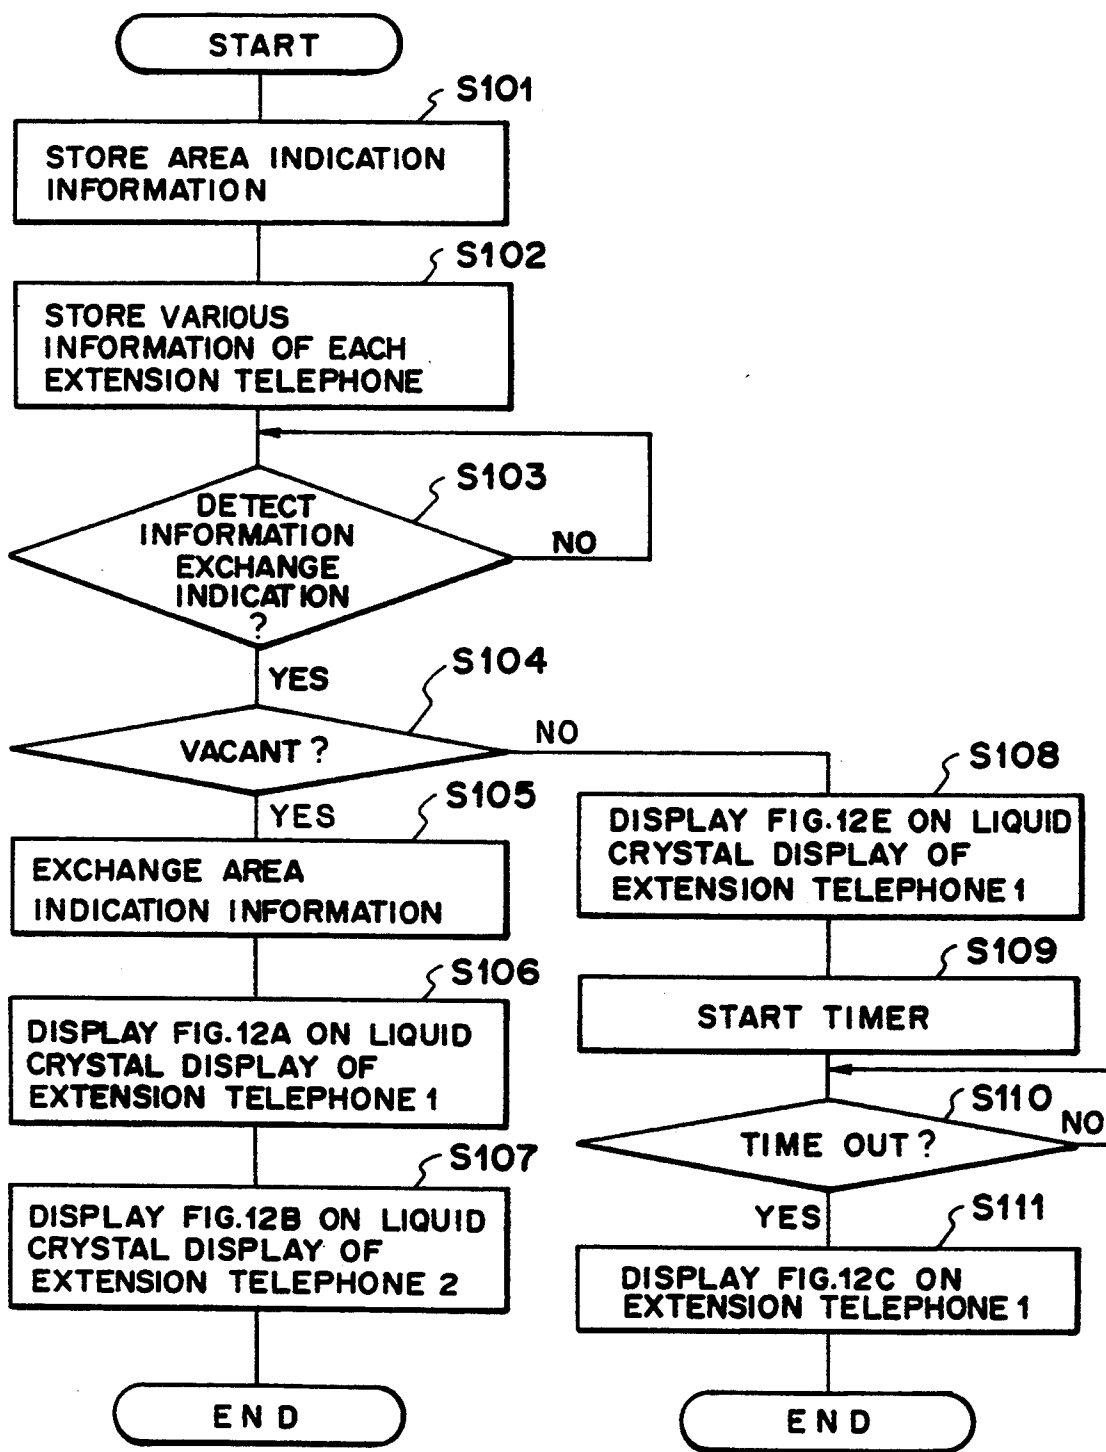 START
S101
STORE AREA INDICATION
INFORMATION
S102
STORE VARIOUS
INFORMATION OF EACH
EXTENSION TELEPHONE
S103
DETECT
INFORMATION
EXCHANGE
INDICATION
?
NO
YES
S104
VACANT?
NO
YES
S105
EXCHANGE AREA
INDICATION INFORMATION
S106
DISPLAY FIG.12A ON LIQUID
CRYSTAL DISPLAY OF
EXTENSION TELEPHONE 1
S107
DISPLAY FIG.12B ON LIQUID
CRYSTAL DISPLAY OF
EXTENSION TELEPHONE 2
END
S108
DISPLAY FIG.12E ON LIQUID
CRYSTAL DISPLAY OF
EXTENSION TELEPHONE 1
S109
START TIMER
S110
TIME OUT?
NO
YES
S111
DISPLAY FIG.12C ON
EXTENSION TELEPHONE 1
END